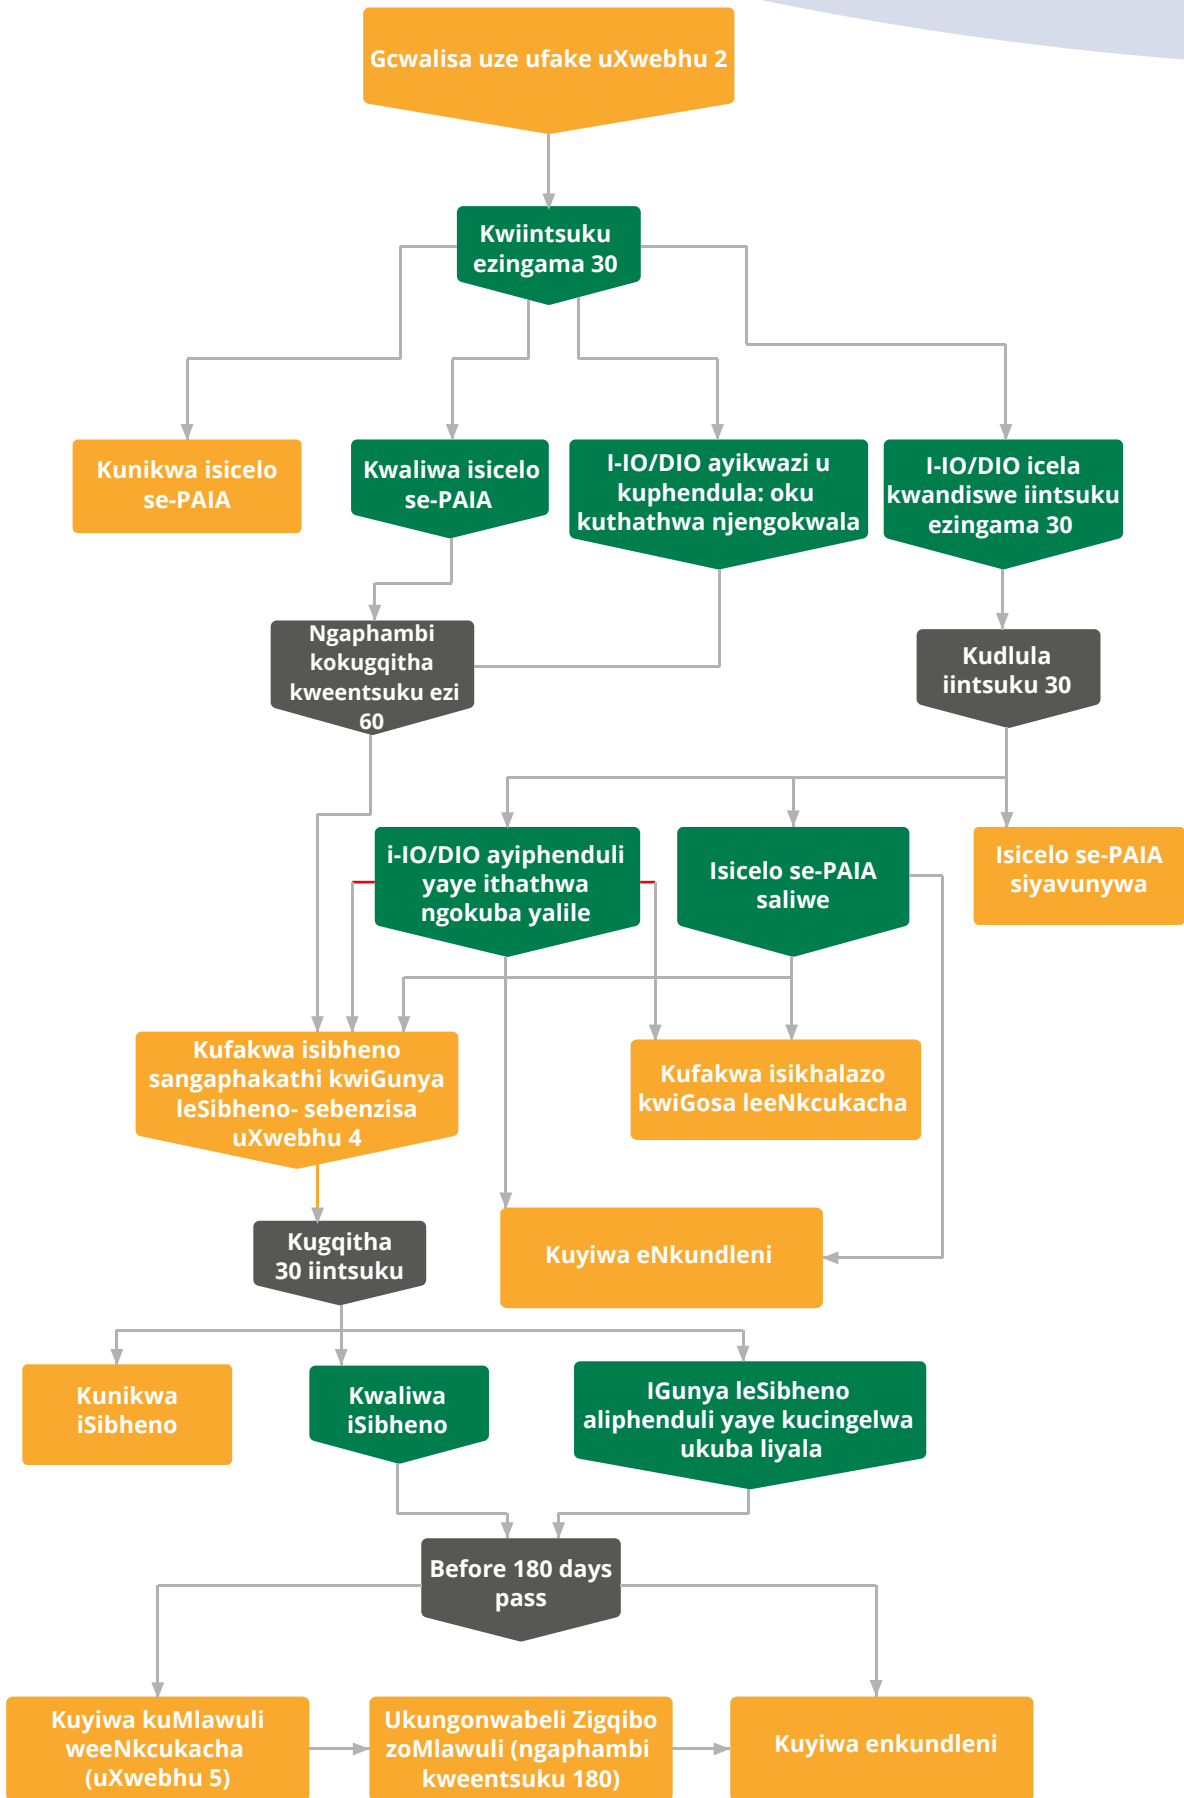 Gcwalisa uze ufake uXwebhu 2
Kwiintsuku
ezingama 30
Kunikwa isicelo
se-PAIA
Kwaliwa isicelo
se-PAIA
I-IO/DIO ayikwazi u
kuphendula: oku
kuthathwa njengokwala
I-IO/DIO icela
kwandiswe iintsuku
ezingama 30
Ngaphambi
kokugqitha
kweentsuku ezi
60
Kudlula
iintsuku 30
i-IO/DIO ayiphenduli
yaye ithathwa
ngokuba yalile
Isicelo se-PAIA
saliwe
Isicelo se-PAIA
siyavunywa
Kufakwa isibheno
sangaphakathi kwiGunya
leSibheno- sebenzisa
uXwebhu 4
Kufakwa isikhalazo
kwiGosa leeNkcukacha
Kugqitha
30 iintsuku
Kuyiwa eNkundleni
Kunikwa
iSibheno
Kwaliwa
iSibheno
IGunya leSibheno
aliphenduli yaye kucingelwa
ukuba liyala
Before 180 days
pass
Kuyiwa kuMlawuli
weeNkcukacha
(uXwebhu 5)
Ukungonwabeli Zigqibo
zoMlawuli (ngaphambi
kweentsuku 180)
Kuyiwa enkundleni